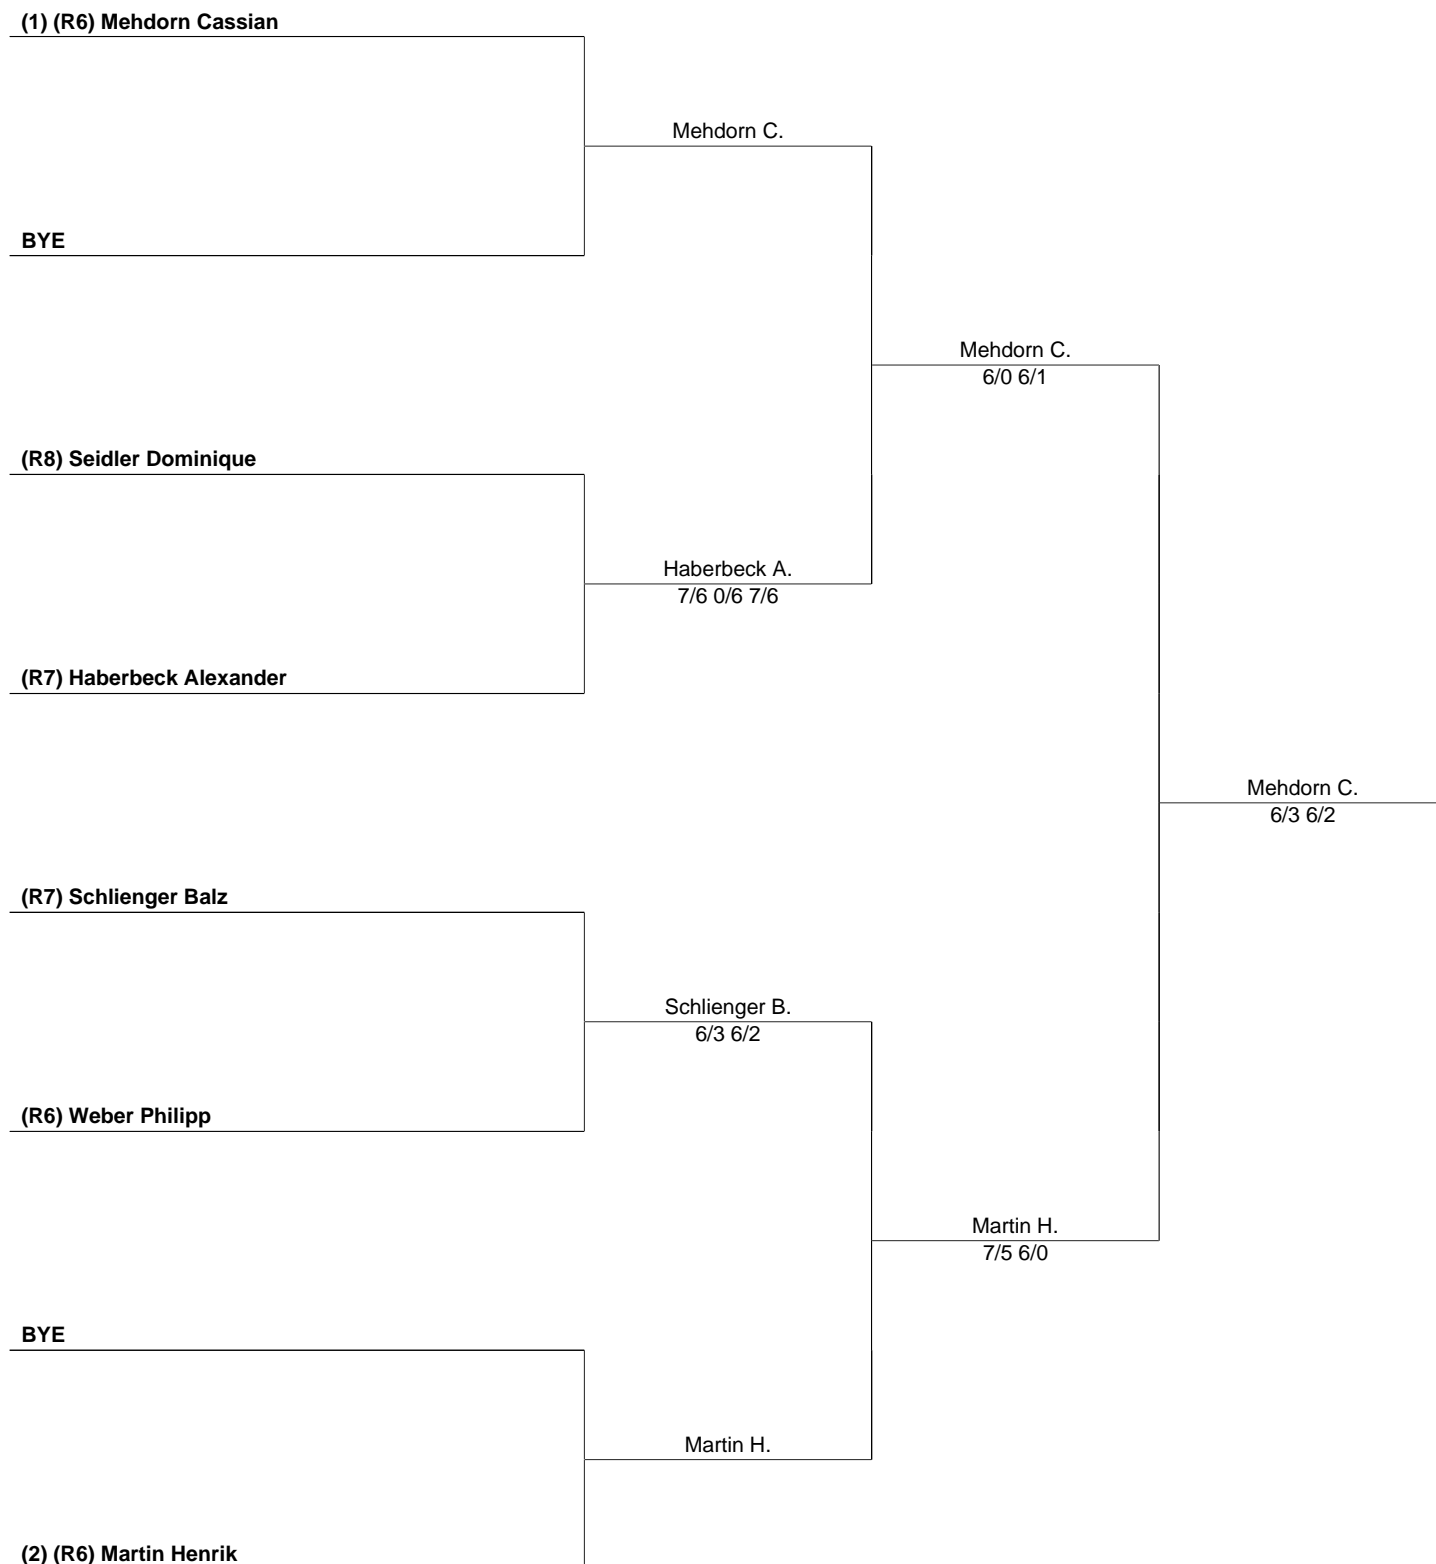 (1) (R6) Mehdorn Cassian
Mehdorn C.
BYE
Mehdorn C.
6/0 6/1
(R8) Seidler Dominique
Haberbeck A.
7/6 0/6 7/6
(R7) Haberbeck Alexander
Mehdorn C.
6/3 6/2
(R7) Schlienger Balz
Schlienger B.
6/3 6/2
(R6) Weber Philipp
Martin H.
7/5 6/0
BYE
Martin H.
(2) (R6) Martin Henrik